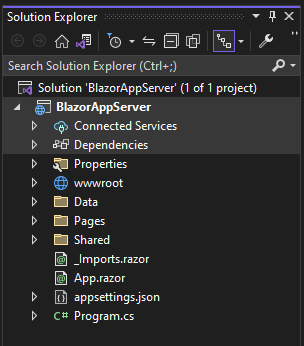 Solution Explorer
Search Solution Explorer (Ctrl+;)
Solution 'BlazorAppServer' (1 of 1 project)
BlazorAppServer
Connected Services
Dependencies
Properties
wwwroot
Data
Pages
Shared
_Imports.razor
App.razor
appsettings.json
C# Program.cs